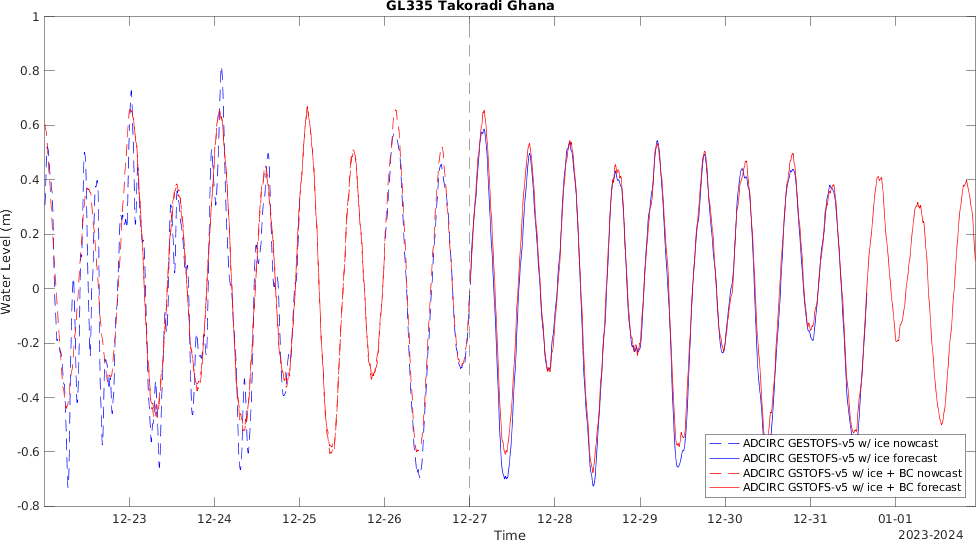 GL335 Takoradi Ghana
1
0.8
0.6
0.4
0.2
0
-0.2
-0.4
-0.6
-0.8
Water Level (m)
ADCIRC GESTOFS-v5 w/ ice nowcast
ADCIRC GESTOFS-v5 w/ ice forecast
ADCIRC GSTOFS-v5 w/ ice + BC nowcast
ADCIRC GSTOFS-v5 w/ ice + BC forecast
12-23 12-24 12-25 12-26 12-27 12-28 12-29 12-30 12-31 01-01
Time
2023-2024